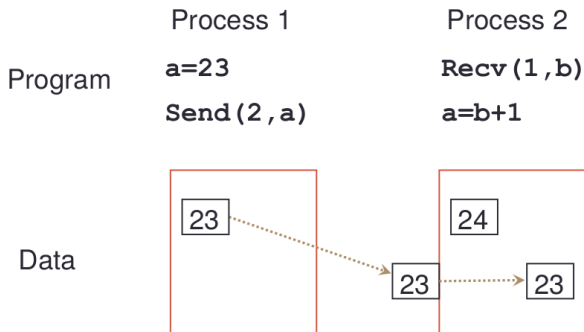 Process 1
Process 2
Program
a=23
Recv(1,b)
Send(2,a)
a=b+1
Data
23
24
23
23